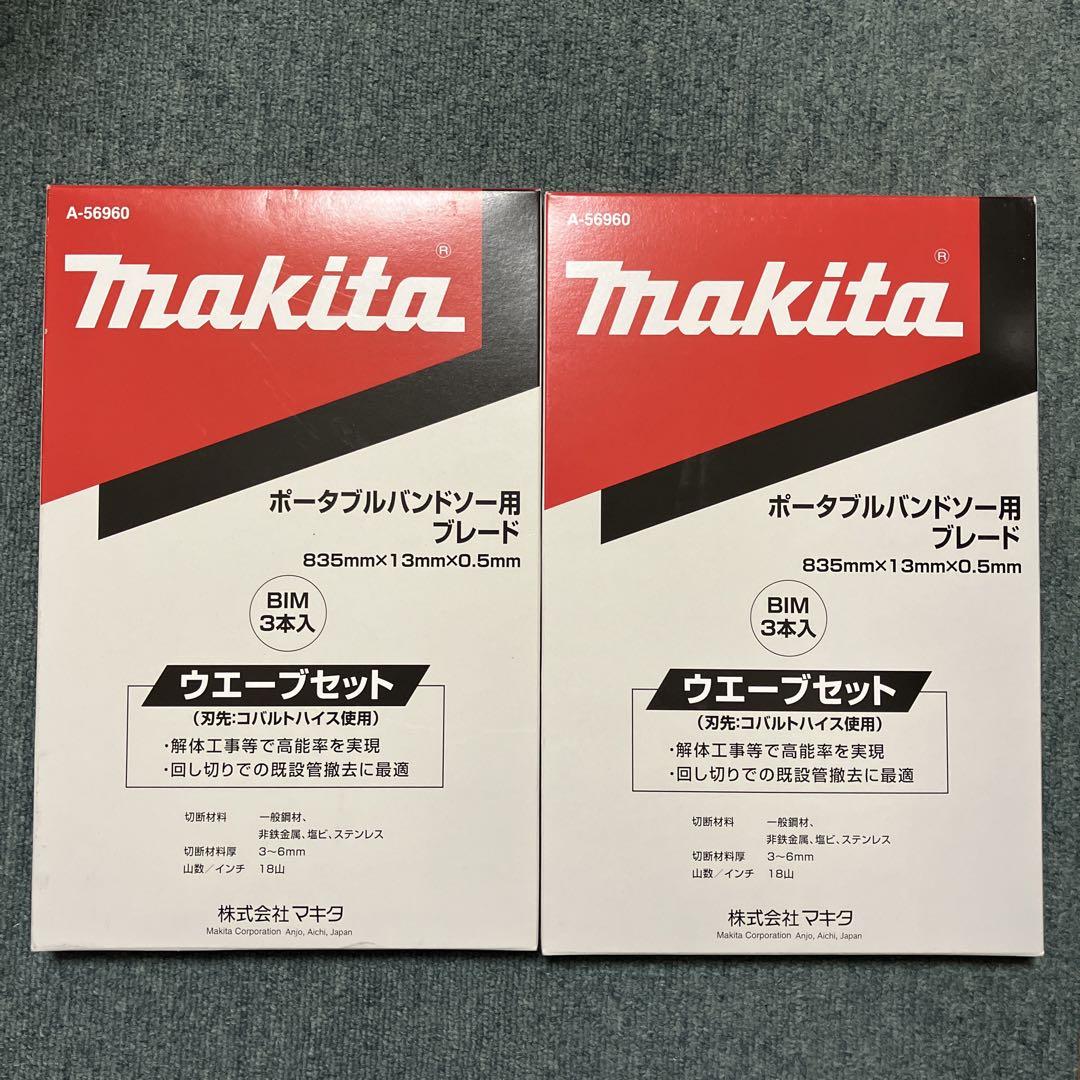 A-56960
makita®
ポータブルバンドソー用
ブレード
835mm×13mm×0.5mm
BIM
3本入
ウエーブセット
(刃先:コバルトハイス使用)
・解体工事等で高能率を実現
・回し切りでの既設管撤去に最適
切断材料 一般鋼材、
非鉄金属、塩ビ、ステンレス
切断材料厚 3〜6mm
山数/インチ 18山
株式会社マキタ
Makita Corporation Anjo, Aichi, Japan
A-56960
makita®
ポータブルバンドソー用
ブレード
835mm×13mm×0.5mm
BIM
3本入
ウエーブセット
(刃先:コバルトハイス使用)
・解体工事等で高能率を実現
・回し切りでの既設管撤去に最適
切断材料 一般鋼材、
非鉄金属、塩ビ、ステンレス
切断材料厚 3〜6mm
山数/インチ 18山
株式会社マキタ
Makita Corporation Anjo, Aichi, Japan